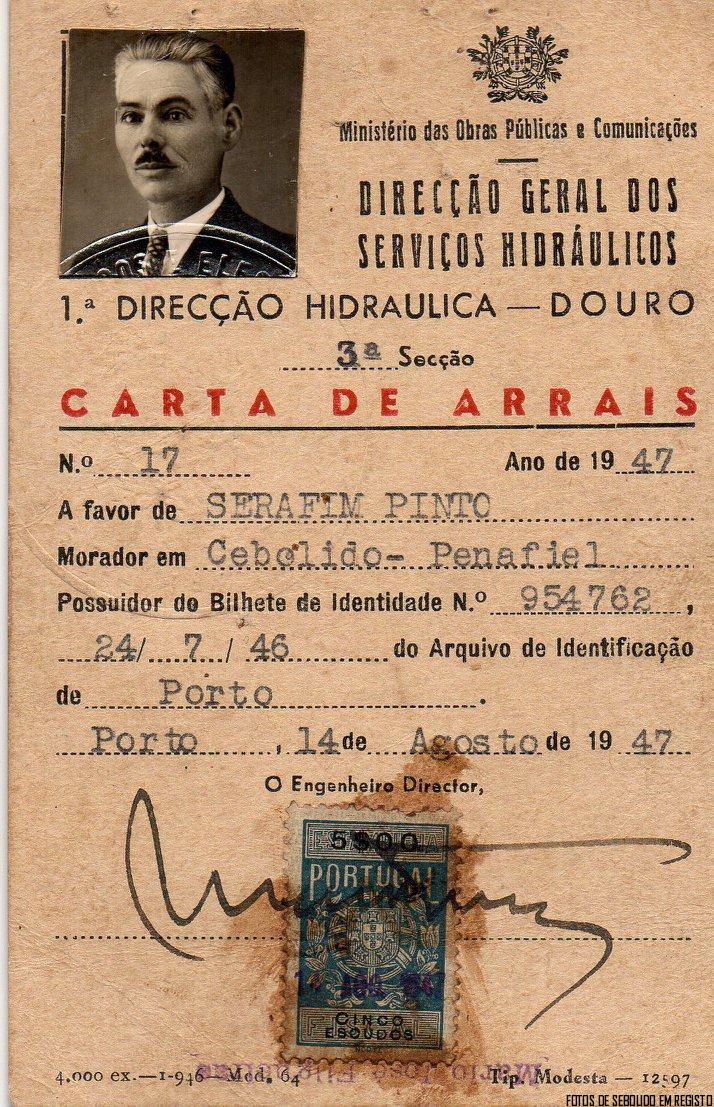 Ministério das Obras Públicas e Comunicações
DIRECÇÃO GERAL DOS
SERVIÇOS HIDRÁULICOS
1.ª DIRECÇÃO HIDRAULICA — DOURO
3ª Secção
CARTA DE ARRAIS
N.º 17 Ano de 1947
A favor de SERAFIM PINTO
Morador em Cebolido- Penafiel
Possuidor do Bilhete de Identidade N.º 954762,
24/ 7 / 46 do Arquivo de Identificação
de Porto.
Porto, 14 de Agosto de 1947
O Engenheiro Director,
5$00
PORTUGAL
CINCO
ESCUDOS
4.000 ex.—1-946—Mod. 64 Tip. Modesta — 12597
FOTOS DE SEBOLIDO EM REGISTO